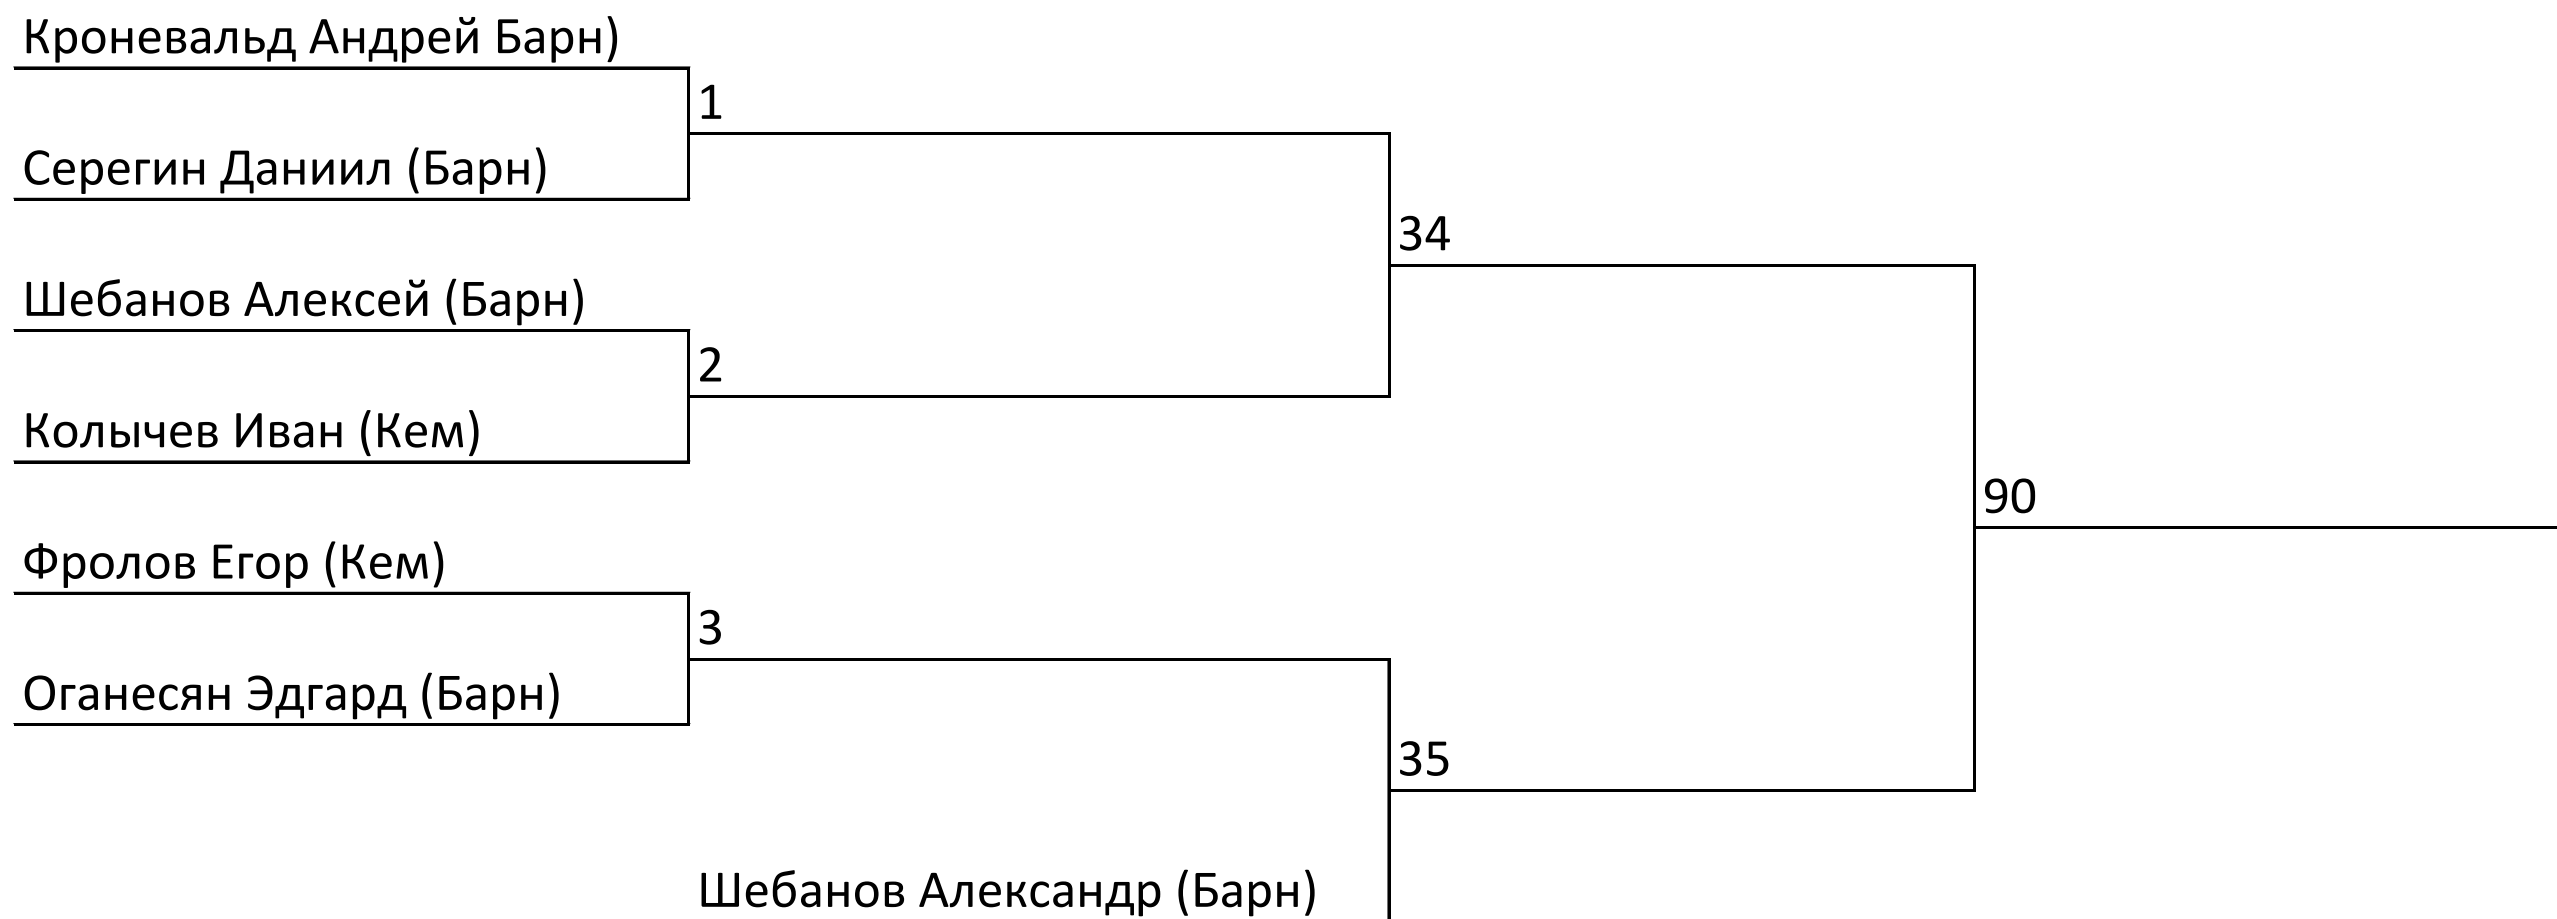 Кроневальд Андрей Барн)
1
Серегин Даниил (Барн)
34
Шебанов Алексей (Барн)
2
Колычев Иван (Кем)
90
Фролов Егор (Кем)
3
Оганесян Эдгард (Барн)
35
Шебанов Александр (Барн)